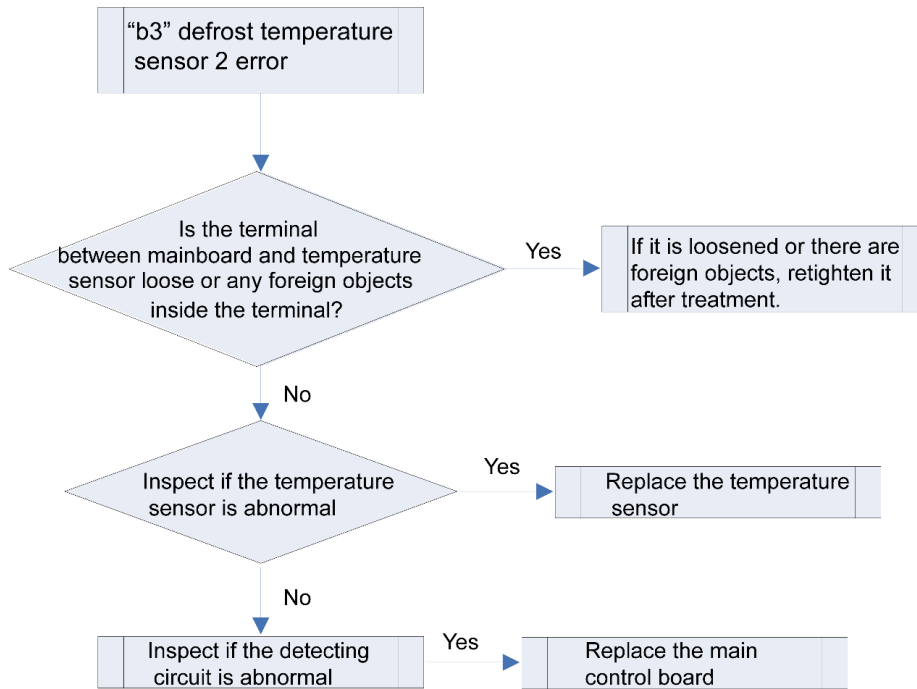 “b3” defrost temperature
sensor 2 error
Is the terminal
between mainboard and temperature
sensor loose or any foreign objects
inside the terminal?
Yes
If it is loosened or there are
foreign objects, retighten it
after treatment.
No
Inspect if the temperature
sensor is abnormal
Yes
Replace the temperature
sensor
No
Inspect if the detecting
circuit is abnormal
Yes
Replace the main
control board